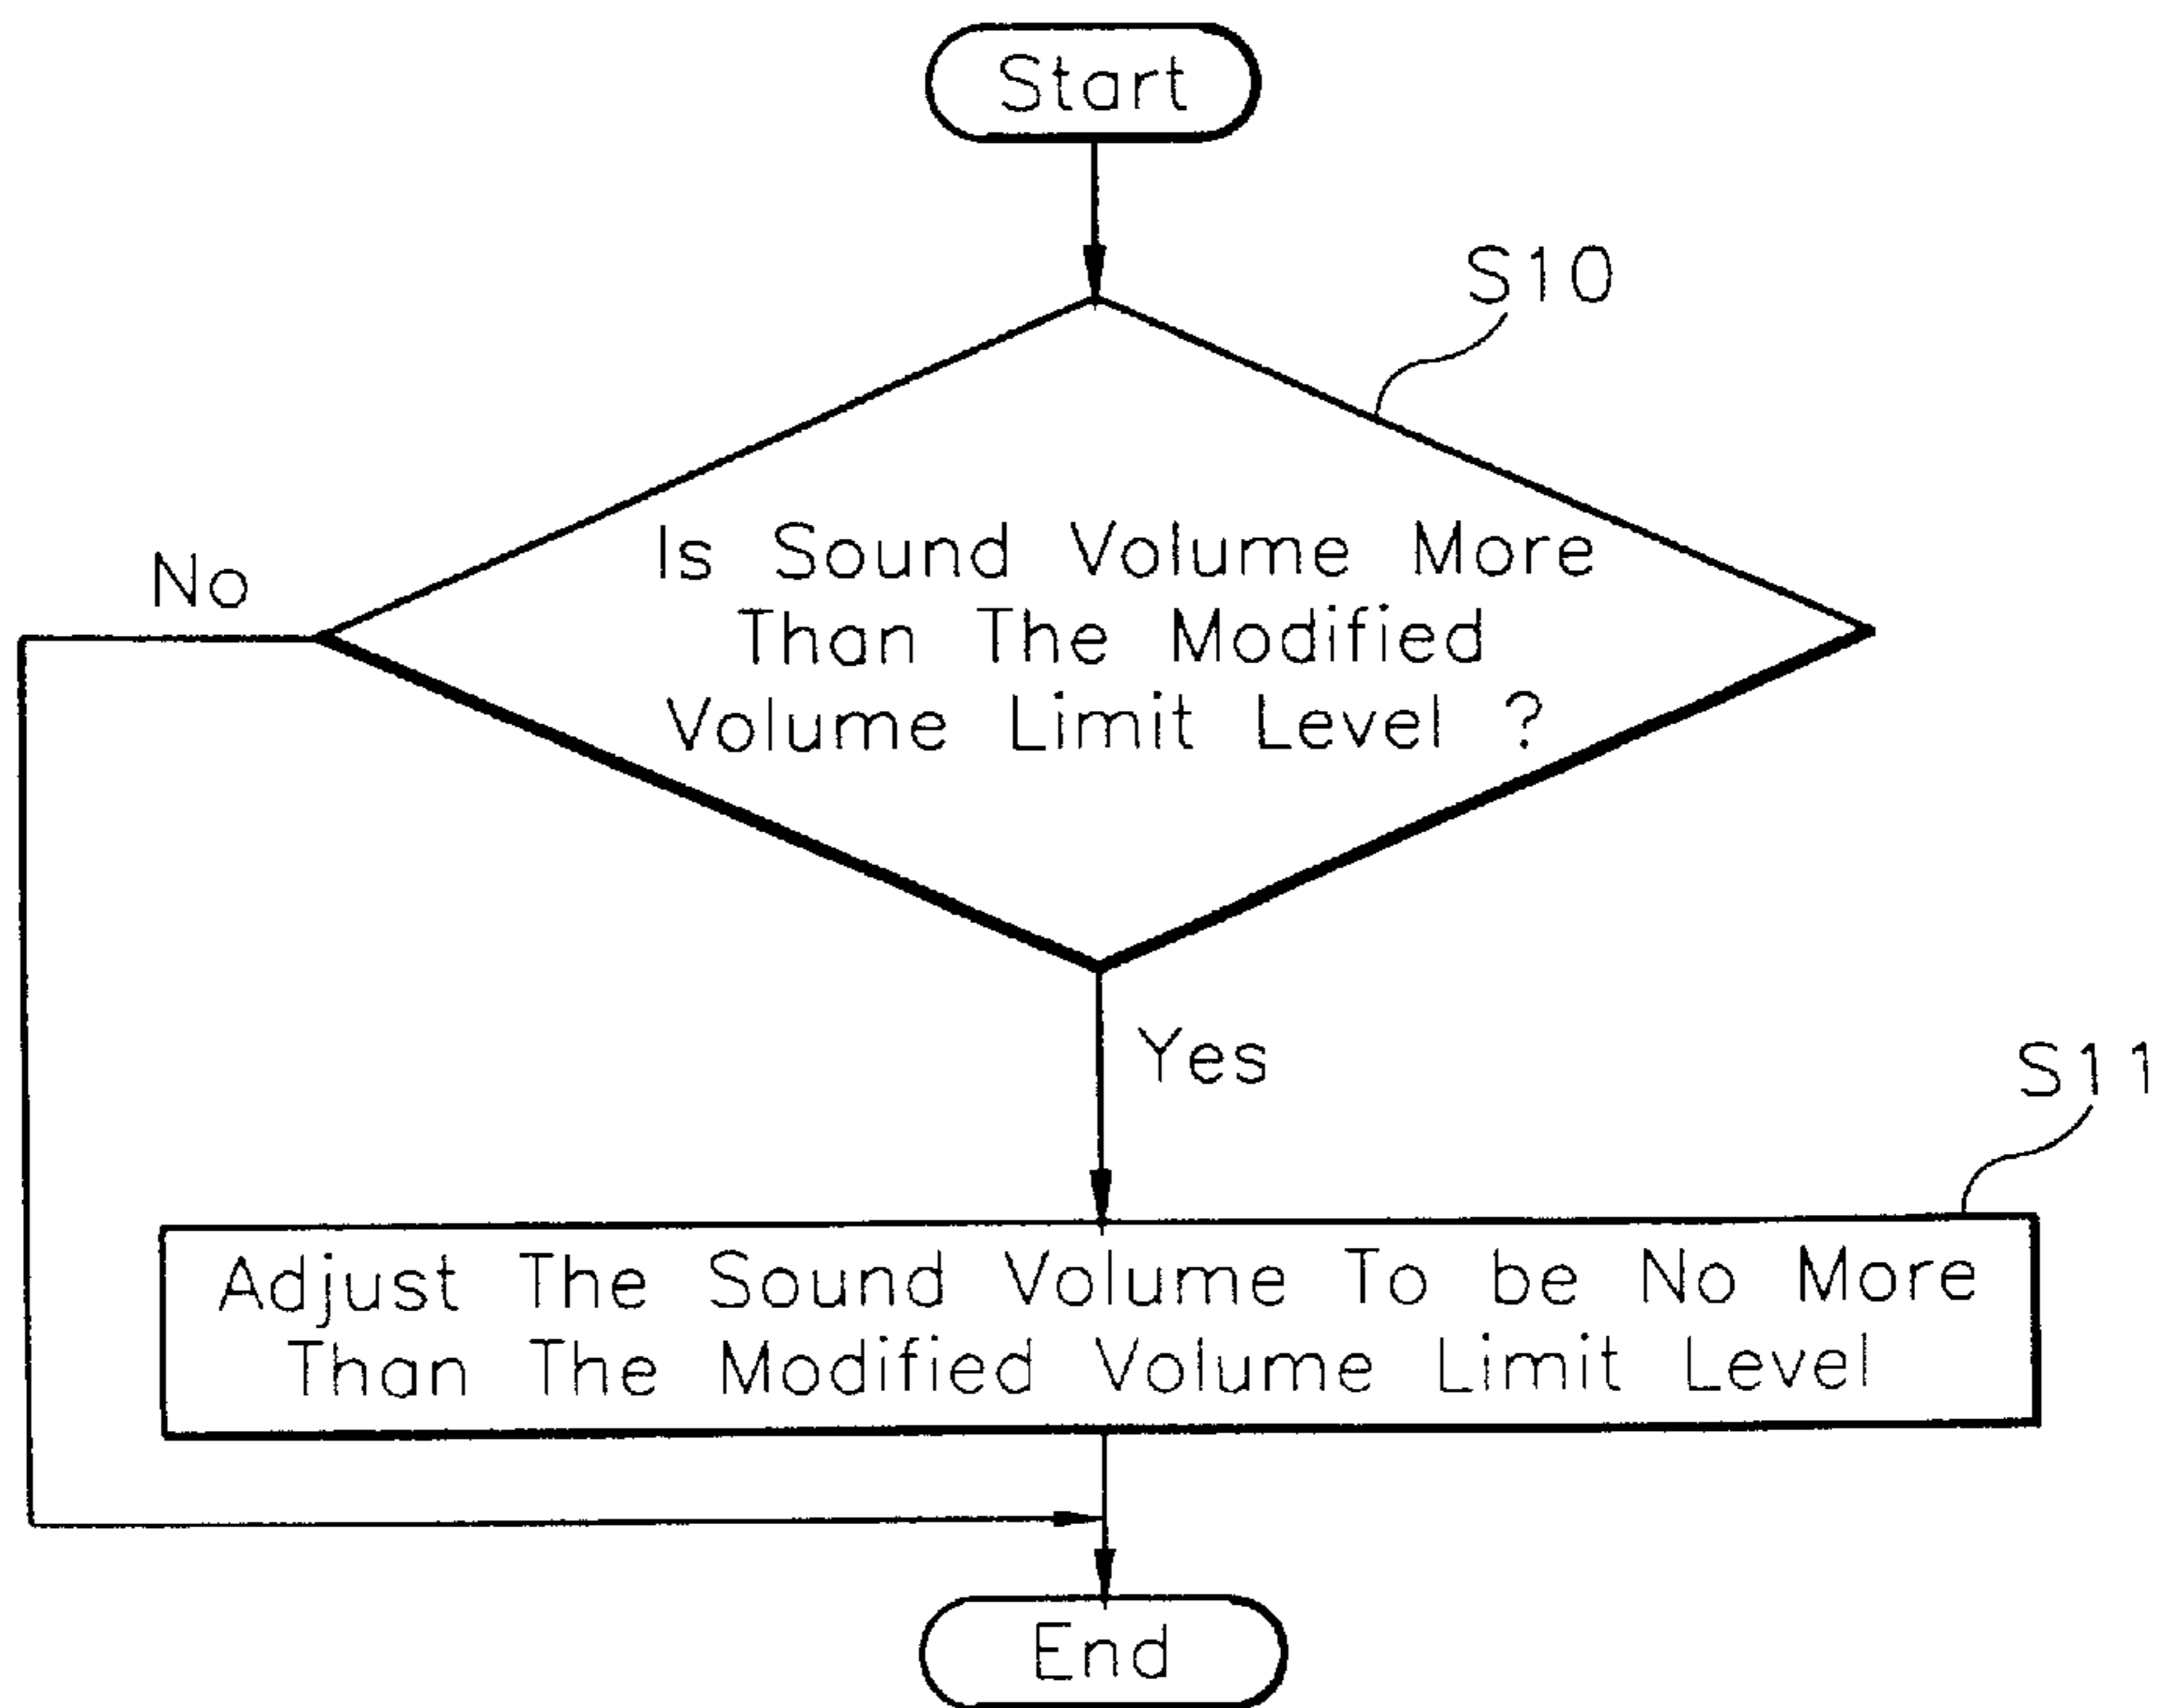 Start
S10
Is Sound Volume More
Than The Modified
Volume Limit Level ?
No
Yes
S11
Adjust The Sound Volume To be No More
Than The Modified Volume Limit Level
End